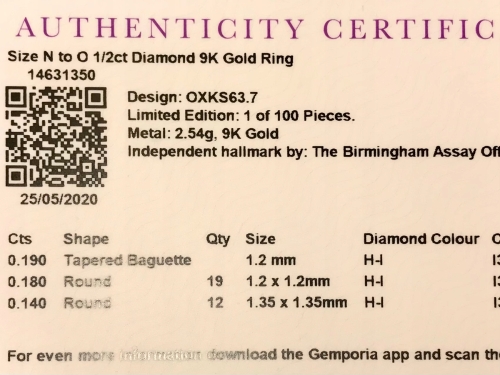 AUTHENTICITY CERTIFIC
Size N to O 1/2ct Diamond 9K Gold Ring
14631350
Design: OXKS63.7
Limited Edition: 1 of 100 Pieces.
Metal: 2.54g, 9K Gold
Independent hallmark by: The Birmingham Assay Off
25/05/2020
Cts Shape Qty Size Diamond Colour C
0.190 Tapered Baguette 1.2 mm H-I I3
0.180 Round 19 1.2 x 1.2mm H-I I3
0.140 Round 12 1.35 x 1.35mm H-I I3
For even more information download the Gemporia app and scan the